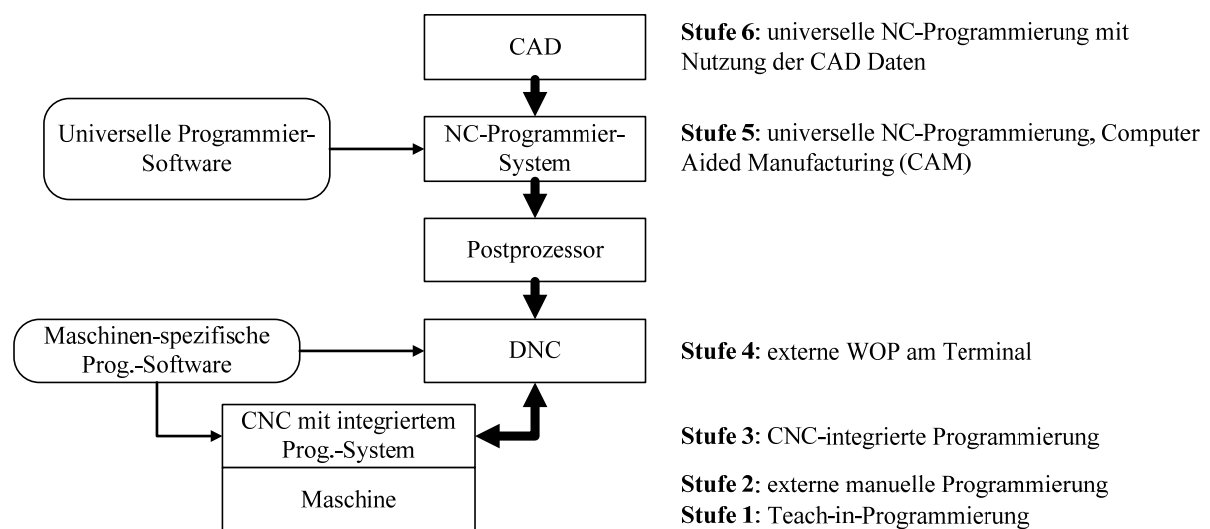 CAD
Stufe 6: universelle NC-Programmierung mit
Nutzung der CAD Daten
Universelle Programmier-
Software
NC-Programmier-
System
Stufe 5: universelle NC-Programmierung, Computer
Aided Manufacturing (CAM)
Postprozessor
Maschinen-spezifische
Prog.-Software
DNC
Stufe 4: externe WOP am Terminal
CNC mit integriertem
Prog.-System
Stufe 3: CNC-integrierte Programmierung
Maschine
Stufe 2: externe manuelle Programmierung
Stufe 1: Teach-in-Programmierung